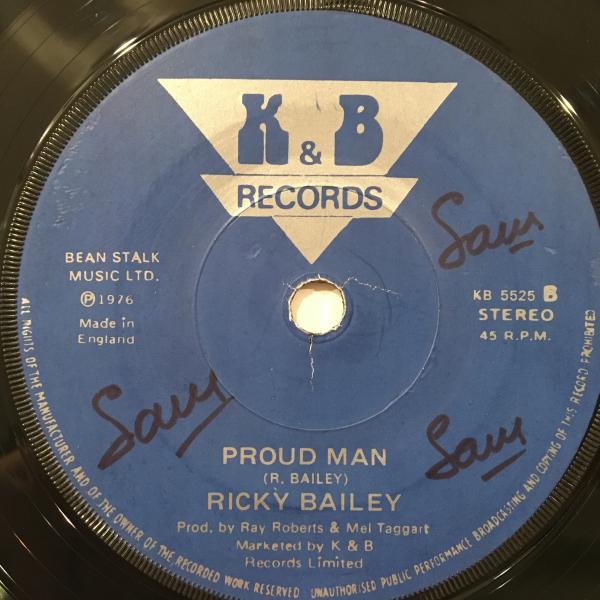 K & B
RECORDS
BEAN STALK
MUSIC LTD.
Ⓟ 1976
Made in
England
Sam
KB 5525 B
STEREO
45 R.P.M.
Sam
Sam
PROUD MAN
(R. BAILEY)
RICKY BAILEY
Prod. by Ray Roberts & Mel Taggart
Marketed by K & B
Records Limited
ALL RIGHTS OF THE MANUFACTURER AND OF THE OWNER OF THE RECORDED WORK RESERVED UNAUTHORISED PUBLIC PERFORMANCE BROADCASTING AND COPYING OF THIS RECORD PROHIBITED